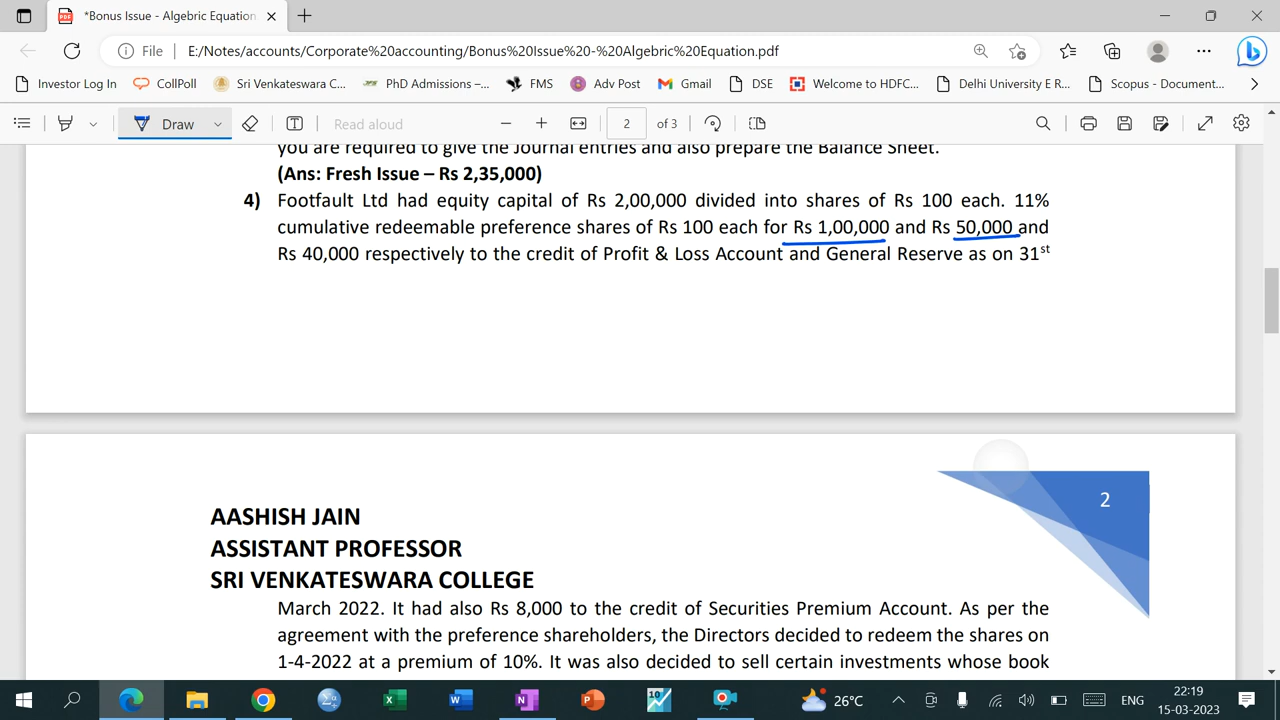 *Bonus Issue - Algebric Equation
File E:/Notes/accounts/Corporate%20accounting/Bonus%20Issue%20-%20Algebric%20Equation.pdf
Investor Log In CollPoll Sri Venkateswara C... PhD Admissions –... FMS Adv Post Gmail DSE Welcome to HDFC... Delhi University E R... Scopus - Document...
Draw Read aloud 2 of 3
you are required to give the Journal entries and also prepare the Balance Sheet.
(Ans: Fresh Issue – Rs 2,35,000)
4) Footfault Ltd had equity capital of Rs 2,00,000 divided into shares of Rs 100 each. 11%
cumulative redeemable preference shares of Rs 100 each for Rs 1,00,000 and Rs 50,000 and
Rs 40,000 respectively to the credit of Profit & Loss Account and General Reserve as on 31st
2
AASHISH JAIN
ASSISTANT PROFESSOR
SRI VENKATESWARA COLLEGE
March 2022. It had also Rs 8,000 to the credit of Securities Premium Account. As per the
agreement with the preference shareholders, the Directors decided to redeem the shares on
1-4-2022 at a premium of 10%. It was also decided to sell certain investments whose book
26°C ENG 22:19
15-03-2023